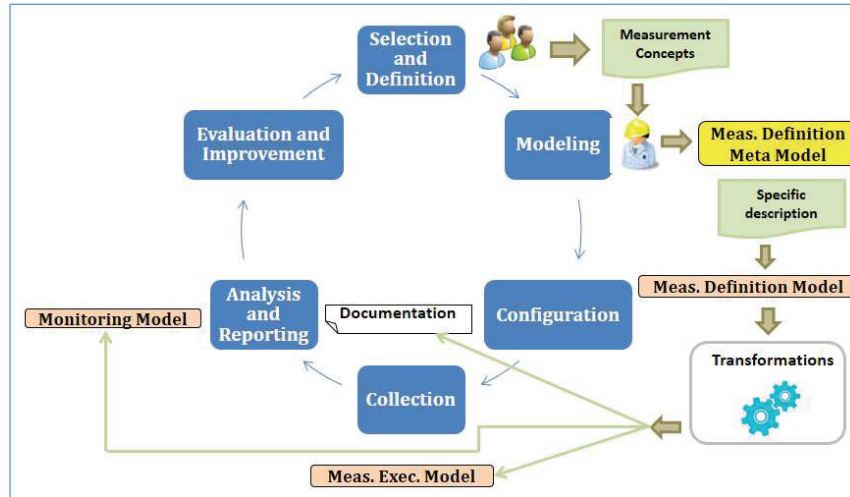 Selection
and
Definition
Measurement
Concepts
Evaluation and
Improvement
Modeling
Meas. Definition
Meta Model
Specific
description
Meas. Definition Model
Analysis
and
Reporting
Documentation
Configuration
Monitoring Model
Transformations
Collection
Meas. Exec. Model